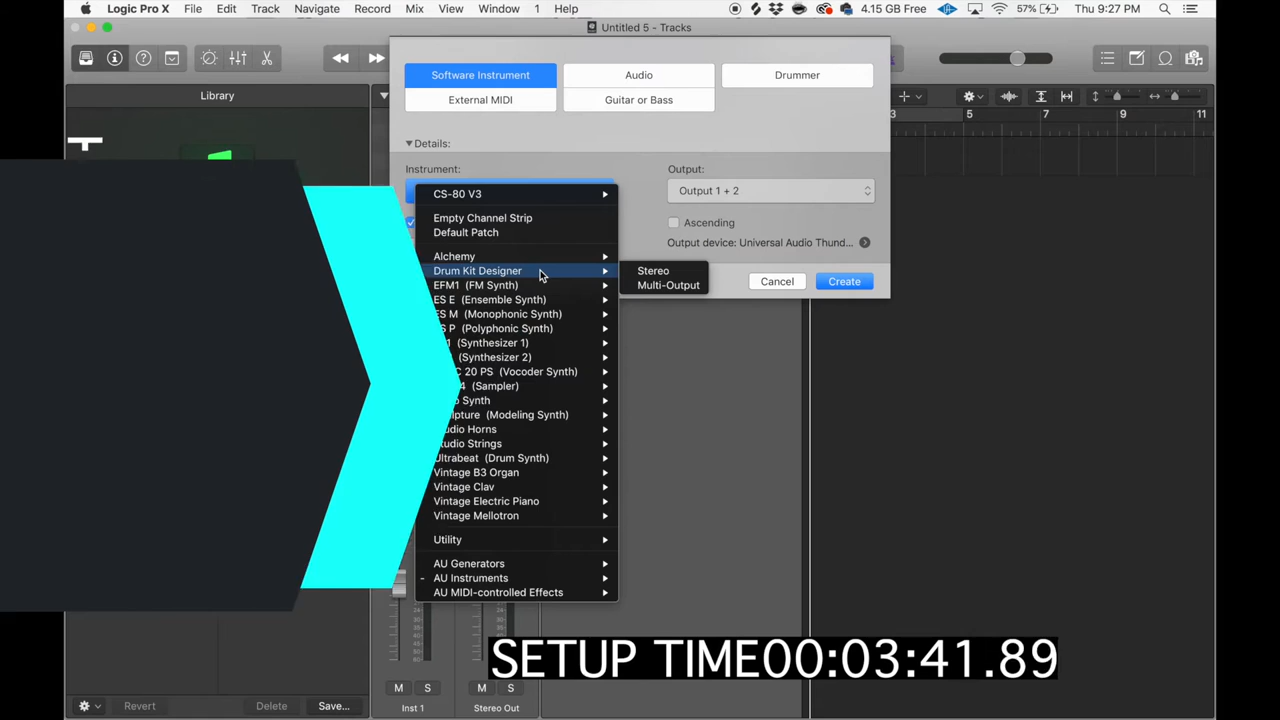 Logic Pro X File Edit Track Navigate Record Mix View Window 1 Help 4.15 GB Free 57% Thu 9:27 PM
Untitled 5 - Tracks
Software Instrument Audio Drummer
External MIDI Guitar or Bass
Library
3 5 7 9 11
Details:
T
Instrument: Output:
Output 1 + 2
CS-80 V3
Empty Channel Strip
Default Patch
Ascending
Output device: Universal Audio Thund...
Alchemy
Drum Kit Designer
Stereo
Multi-Output
Cancel Create
EFM1 (FM Synth)
ES E (Ensemble Synth)
ES M (Monophonic Synth)
S P (Polyphonic Synth)
1 (Synthesizer 1)
(Synthesizer 2)
C 20 PS (Vocoder Synth)
4 (Sampler)
o Synth
lpture (Modeling Synth)
udio Horns
tudio Strings
Ultrabeat (Drum Synth)
Vintage B3 Organ
Vintage Clav
Vintage Electric Piano
Vintage Mellotron
Utility
AU Generators
- AU Instruments
AU MIDI-controlled Effects
SETUP TIME00:03:41.89
M S M S
Revert Delete Save... Inst 1 Stereo Out